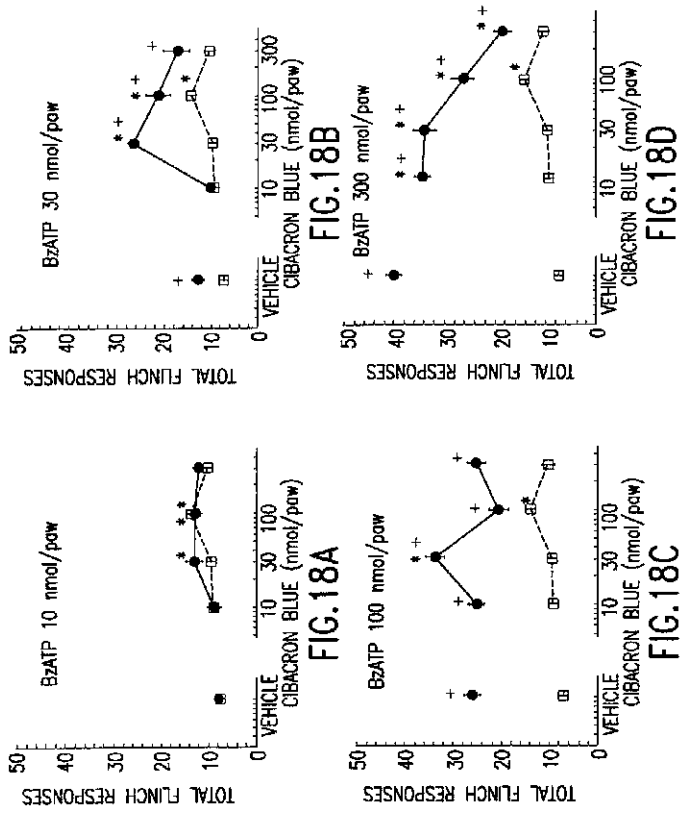 BzATP 10 nmol/paw
TOTAL FLINCH RESPONSES
50
40
30
20
10
0
VEHICLE 10 30 100
CIBACRON BLUE (nmol/paw)
FIG.18A
BzATP 30 nmol/paw
TOTAL FLINCH RESPONSES
50
40
30
20
10
0
VEHICLE 10 30 100 300
CIBACRON BLUE (nmol/paw)
FIG.18B
BzATP 100 nmol/paw
TOTAL FLINCH RESPONSES
50
40
30
20
10
0
VEHICLE 10 30 100
CIBACRON BLUE (nmol/paw)
FIG.18C
BzATP 300 nmol/paw
TOTAL FLINCH RESPONSES
50
40
30
20
10
0
VEHICLE 10 30 100 300
CIBACRON BLUE (nmol/paw)
FIG.18D